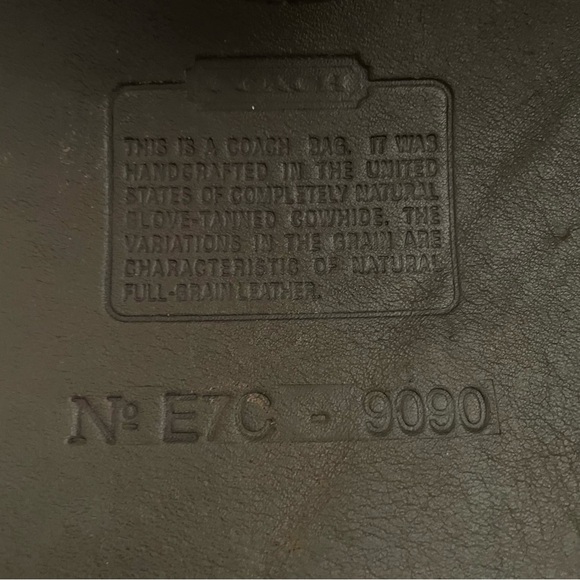 COACH
THIS IS A COACH BAG. IT WAS
HANDCRAFTED IN THE UNITED
STATES OF COMPLETELY NATURAL
GLOVE-TANNED COWHIDE. THE
VARIATIONS IN THE GRAIN ARE
CHARACTERISTIC OF NATURAL
FULL-GRAIN LEATHER.
No E7C - 9090